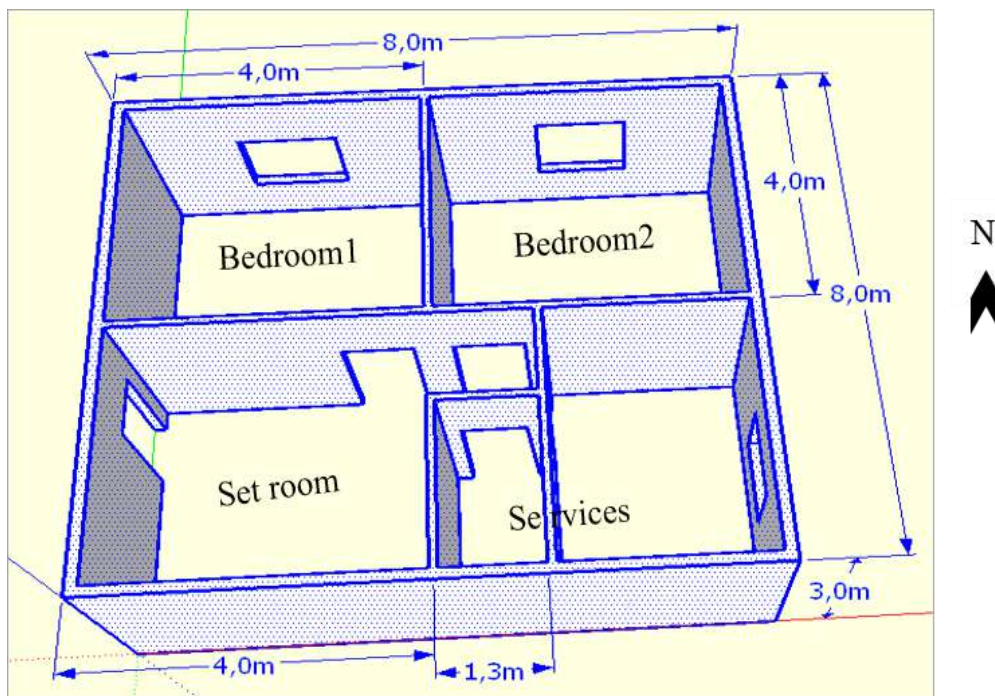 8,0m
4,0m
4,0m
N
Bedroom1
Bedroom2
8,0m
Set room
Services
3,0m
4,0m
1,3m